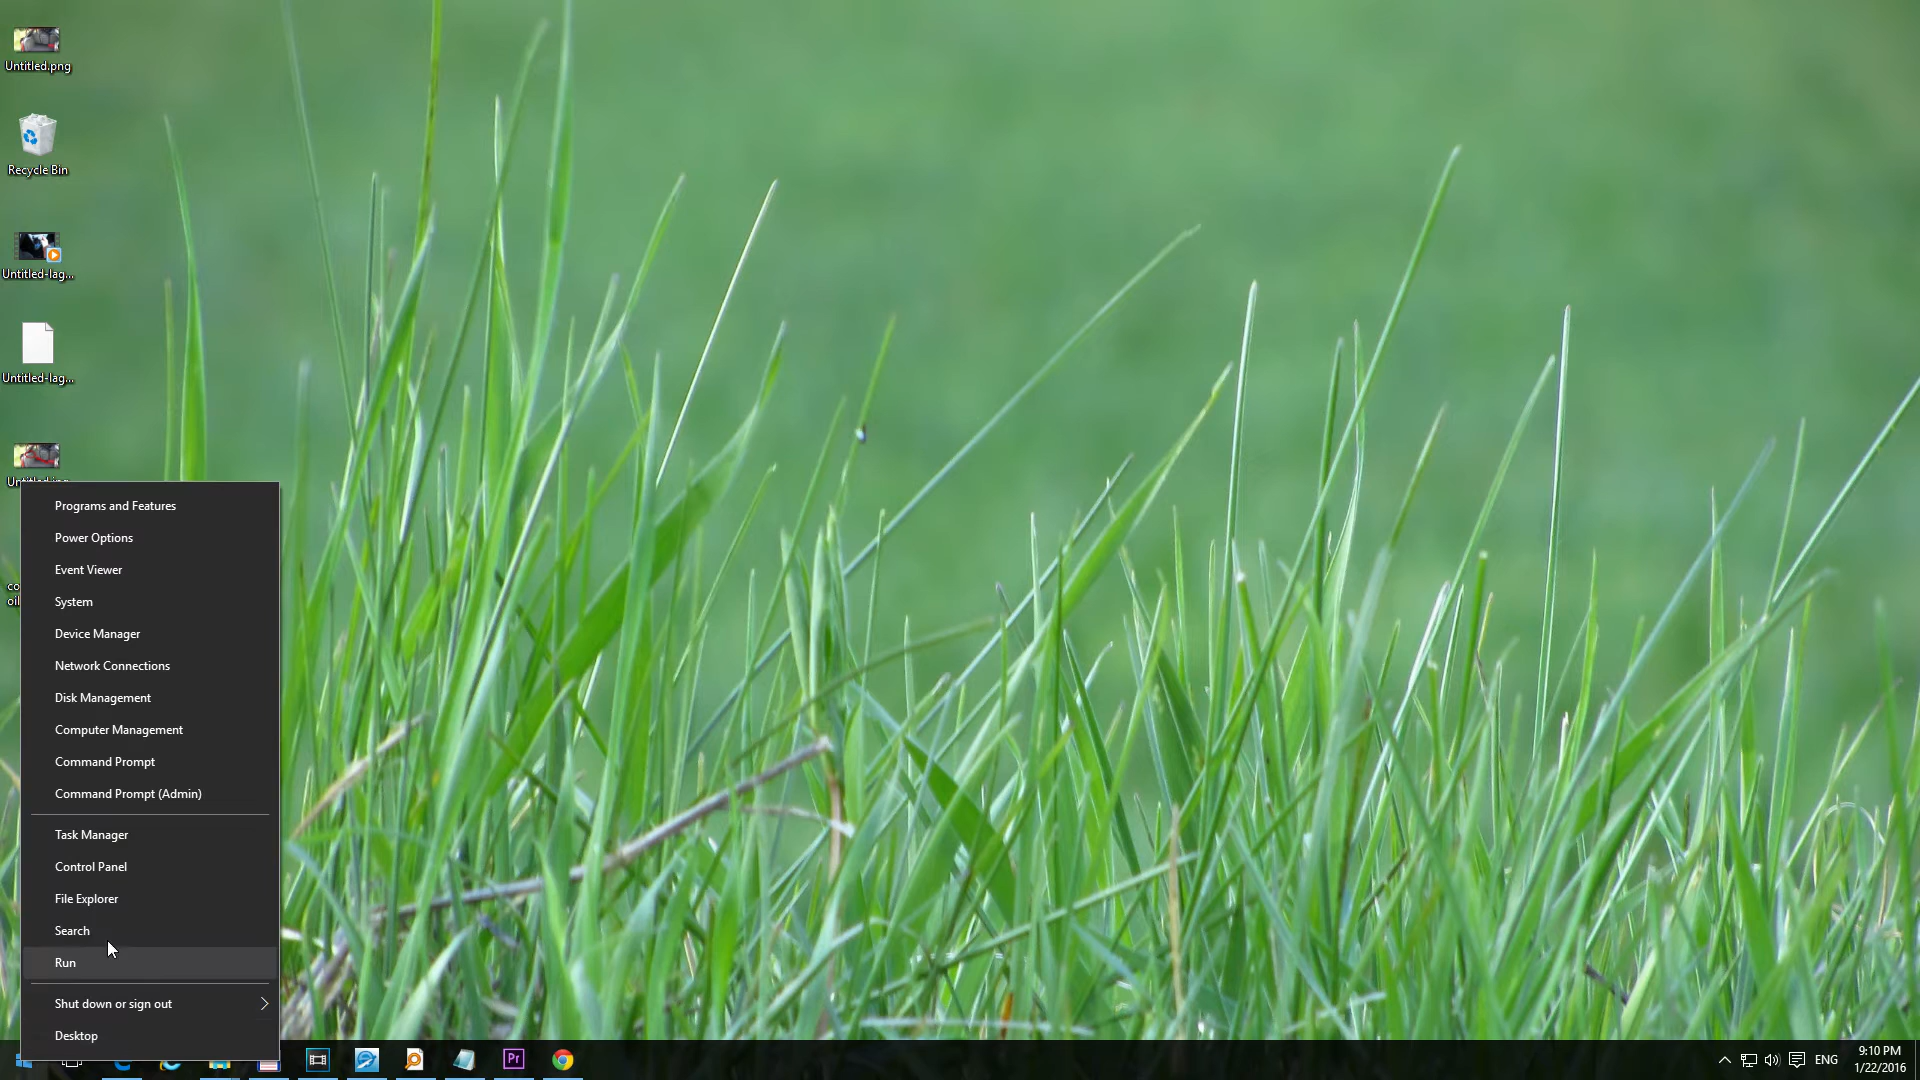 Untitled.png
Recycle Bin
Untitled-lag...
Untitled-lag...
Programs and Features
Power Options
Event Viewer
System
Device Manager
Network Connections
Disk Management
Computer Management
Command Prompt
Command Prompt (Admin)
Task Manager
Control Panel
File Explorer
Search
Run
Shut down or sign out
Desktop
Pr
ENG
9:10 PM
1/22/2016